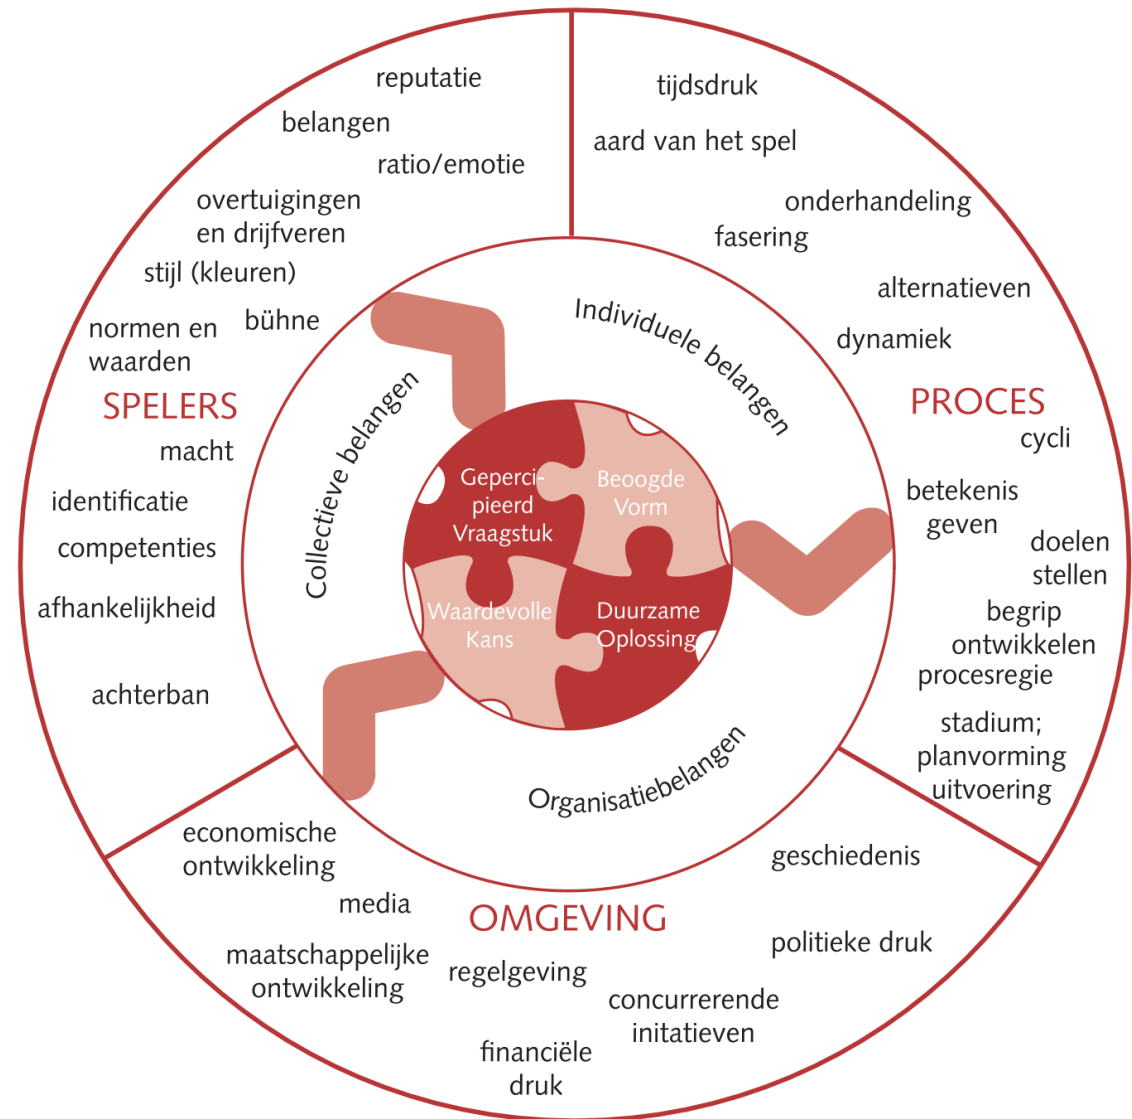 reputatie
belangen
ratio/emotie
overtuigingen
en drijfveren
stijl (kleuren)
bühne
normen en
waarden
SPELERS
macht
identificatie
competenties
afhankelijkheid
achterban
tijdsdruk
aard van het spel
onderhandeling
fasering
alternatieven
dynamiek
PROCES
cycli
betekenis
geven
doelen
stellen
begrip
ontwikkelen
procesregie
stadium;
planvorming
uitvoering
Collectieve belangen
Individuele belangen
Organisatiebelangen
Geperci-
pieerd
Vraagstuk
Beoogde
Vorm
Waardevolle
Kans
Duurzame
Oplossing
economische
ontwikkeling
media
maatschappelijke
ontwikkeling
OMGEVING
regelgeving
financiële
druk
concurrerende
initatieven
geschiedenis
politieke druk